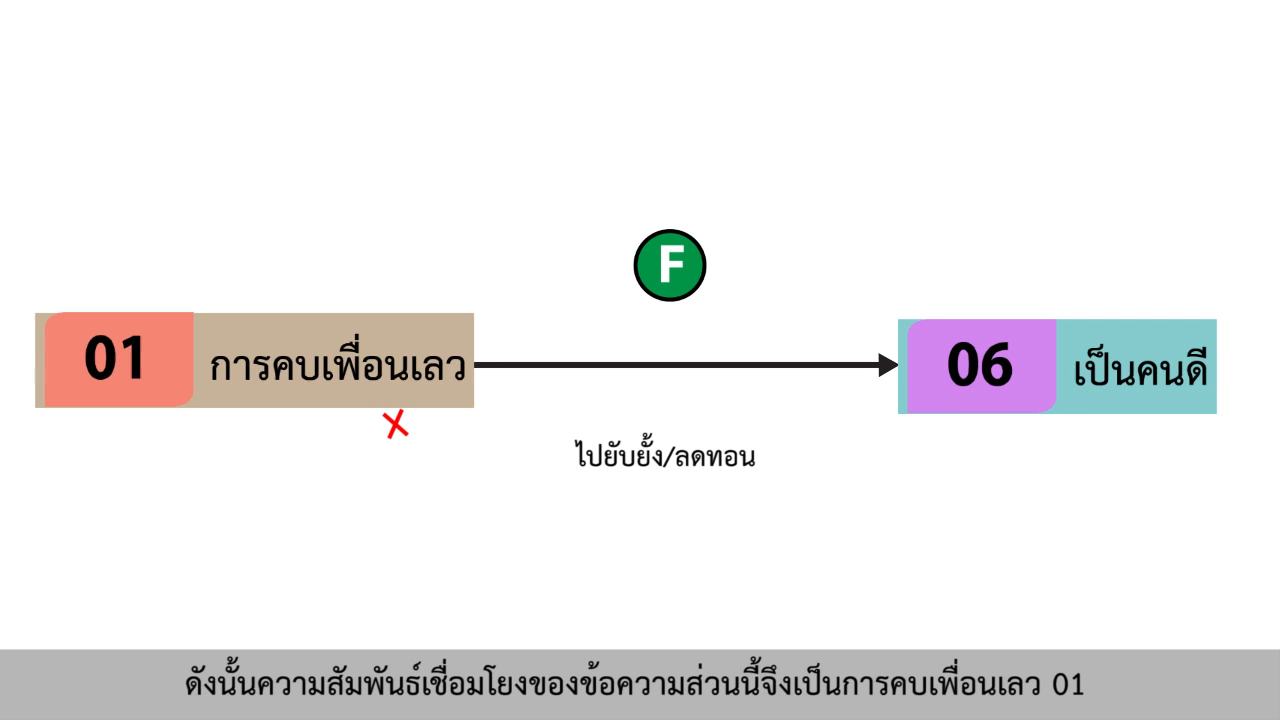 F
01 การคบเพื่อนเลว
06 เป็นคนดี
ไปยับยั้ง/ลดทอน
ดังนั้นความสัมพันธ์เชื่อมโยงของข้อความส่วนนี้จึงเป็นการคบเพื่อนเลว 01